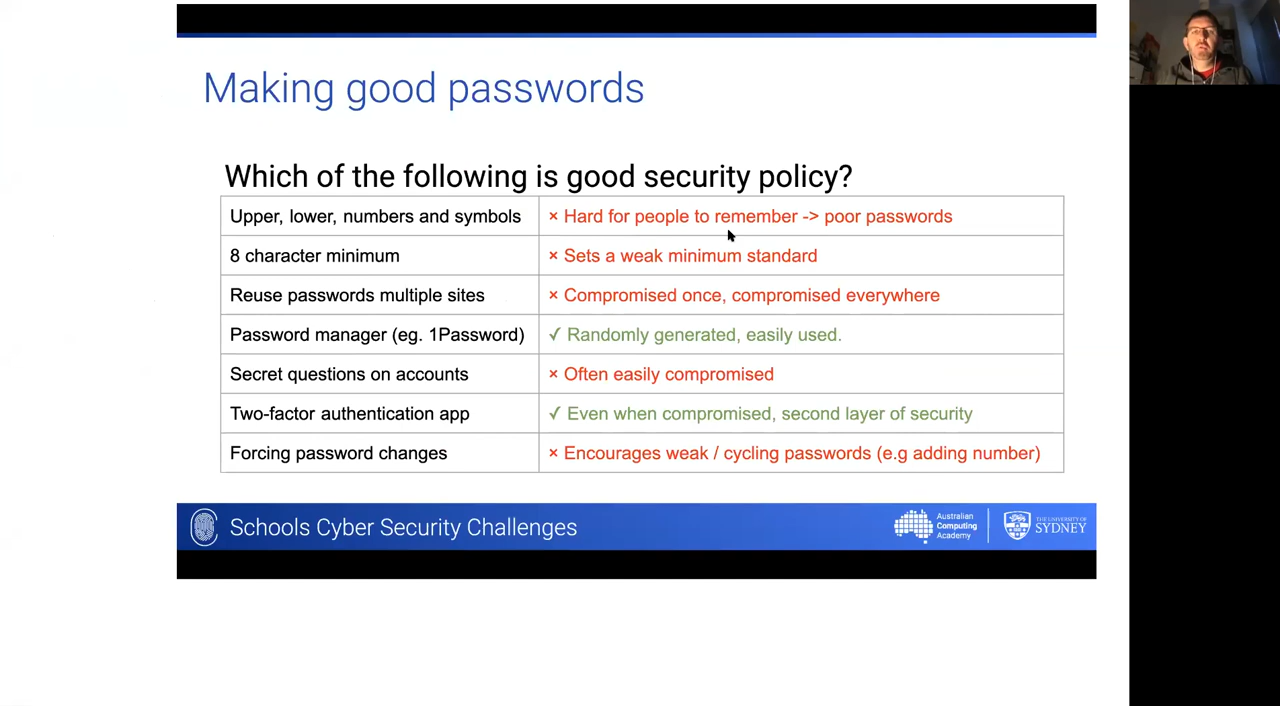 Making good passwords
Which of the following is good security policy?
Upper, lower, numbers and symbols × Hard for people to remember -> poor passwords
8 character minimum × Sets a weak minimum standard
Reuse passwords multiple sites × Compromised once, compromised everywhere
Password manager (eg. 1Password) ✓ Randomly generated, easily used.
Secret questions on accounts × Often easily compromised
Two-factor authentication app ✓ Even when compromised, second layer of security
Forcing password changes × Encourages weak / cycling passwords (e.g adding number)
Schools Cyber Security Challenges
Australian
Computing
Academy
THE UNIVERSITY OF
SYDNEY